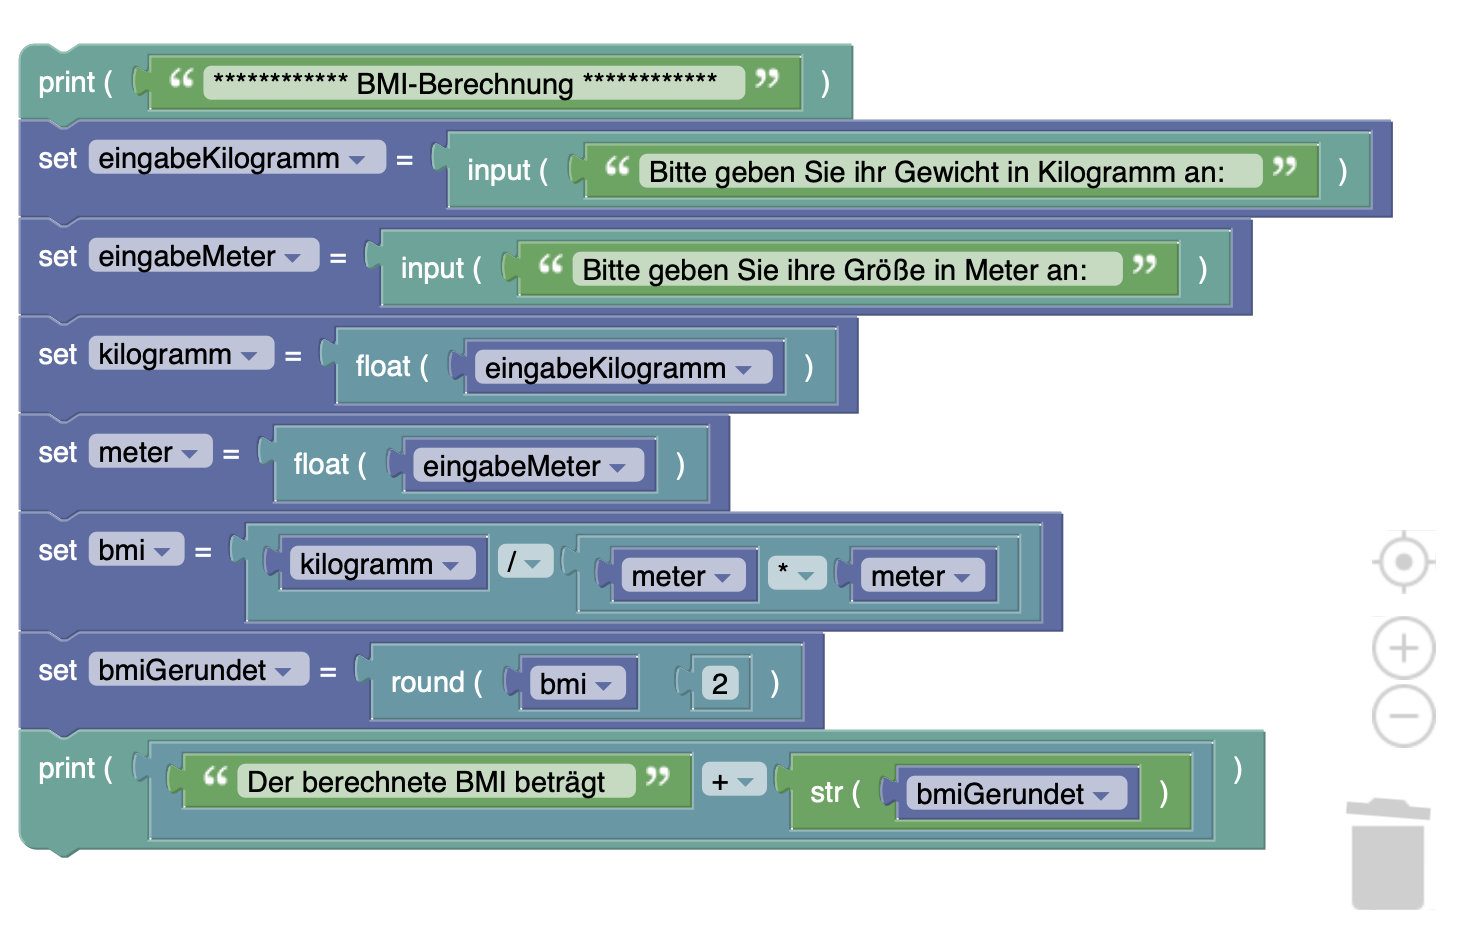 print ( “ ************ BMI-Berechnung ************ ” )
set eingabeKilogramm = input ( “ Bitte geben Sie ihr Gewicht in Kilogramm an: ” )
set eingabeMeter = input ( “ Bitte geben Sie ihre Größe in Meter an: ” )
set kilogramm = float ( eingabeKilogramm )
set meter = float ( eingabeMeter )
set bmi = kilogramm / meter * meter
set bmiGerundet = round ( bmi 2 )
print ( “ Der berechnete BMI beträgt ” + str ( bmiGerundet ) )